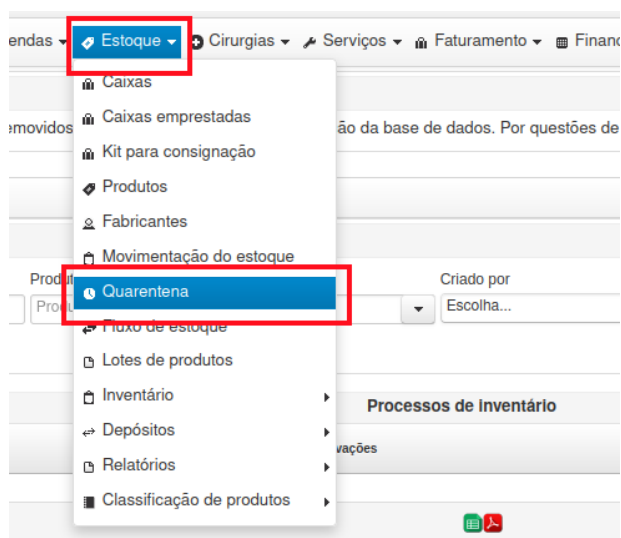 endas Estoque Cirurgias Serviços Faturamento Financ
Caixas
Caixas emprestadas
emovidos ão da base de dados. Por questões de
Kit para consignação
Produtos
Fabricantes
Movimentação do estoque
Produt Criado por
Quarentena
Produ Escolha...
Fluxo de estoque
Lotes de produtos
Inventário
Processos de inventário
Depósitos
vações
Relatórios
Classificação de produtos